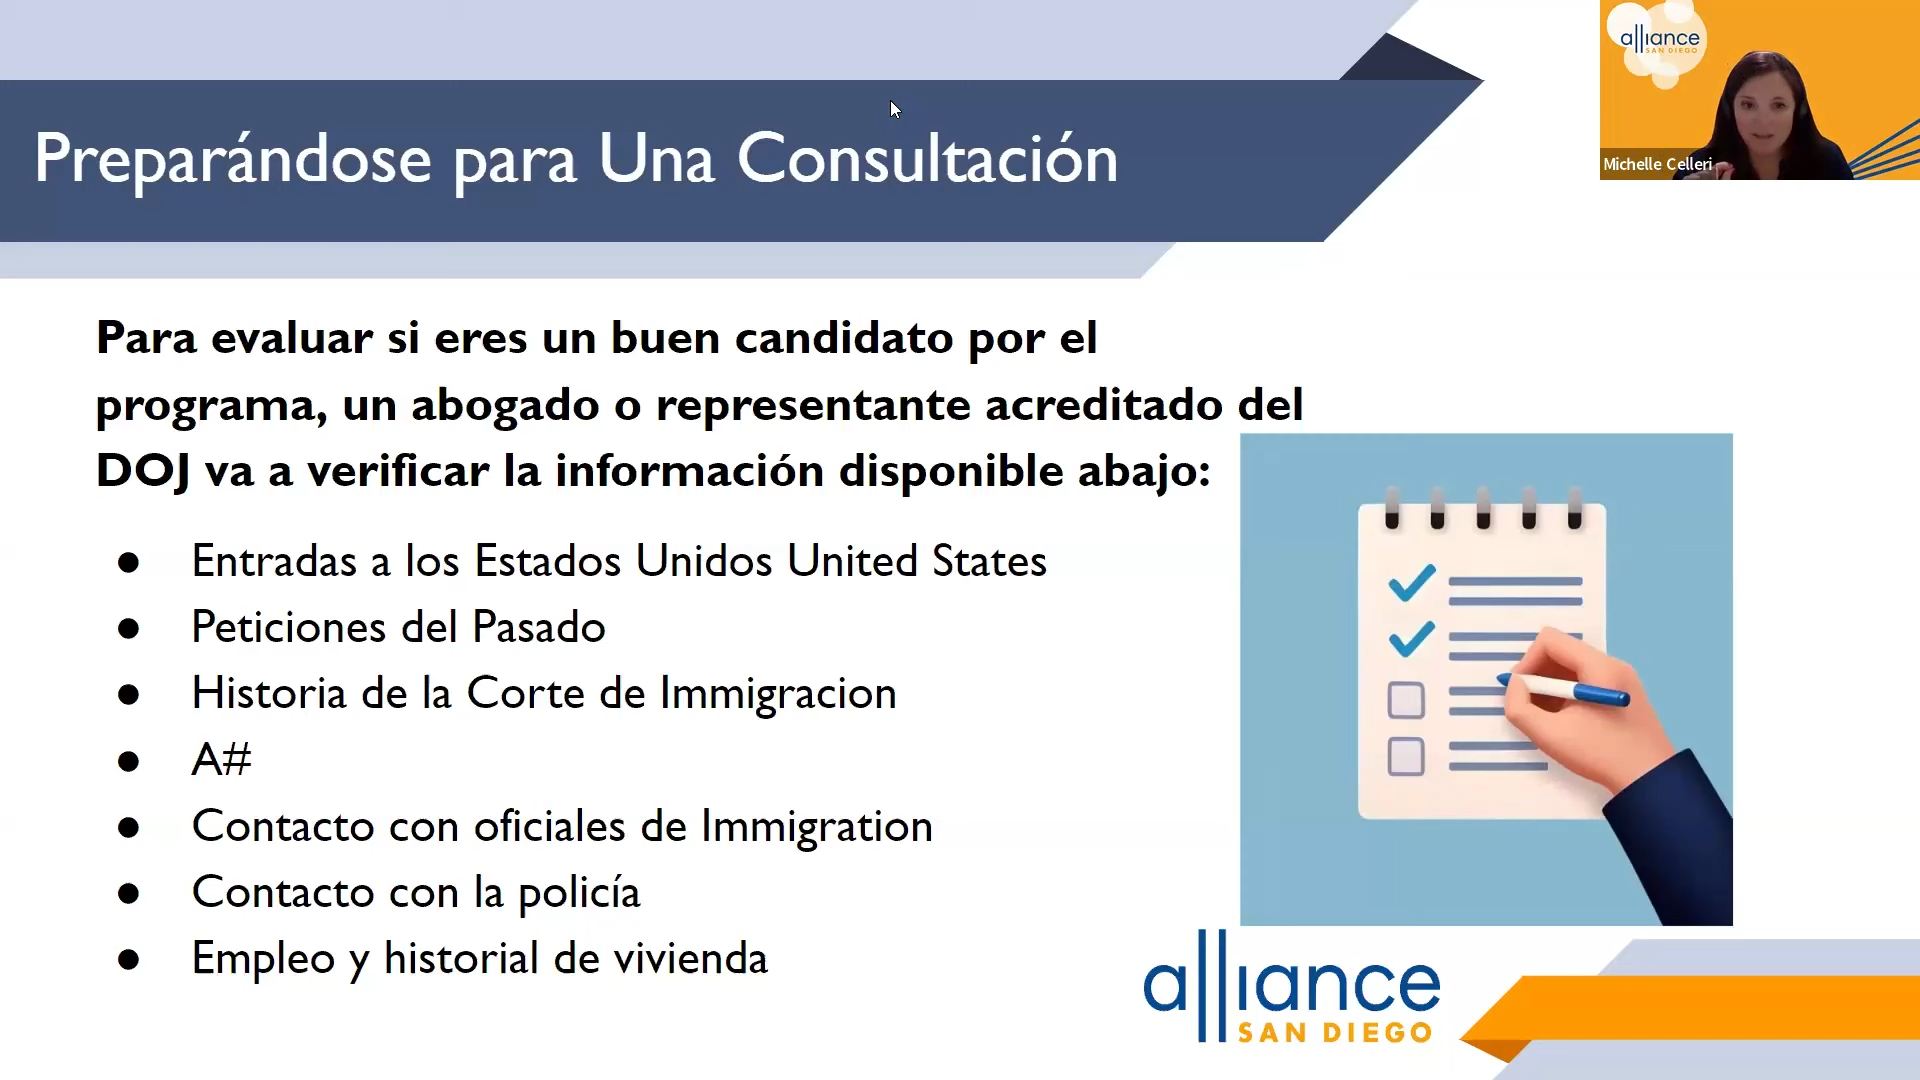 Preparándose para Una Consultación
alliance
SAN DIEGO
Michelle Celleri
Para evaluar si eres un buen candidato por el
programa, un abogado o representante acreditado del
DOJ va a verificar la información disponible abajo:
● Entradas a los Estados Unidos United States
● Peticiones del Pasado
● Historia de la Corte de Immigracion
● A#
● Contacto con oficiales de Immigration
● Contacto con la policía
● Empleo y historial de vivienda
alliance
SAN DIEGO